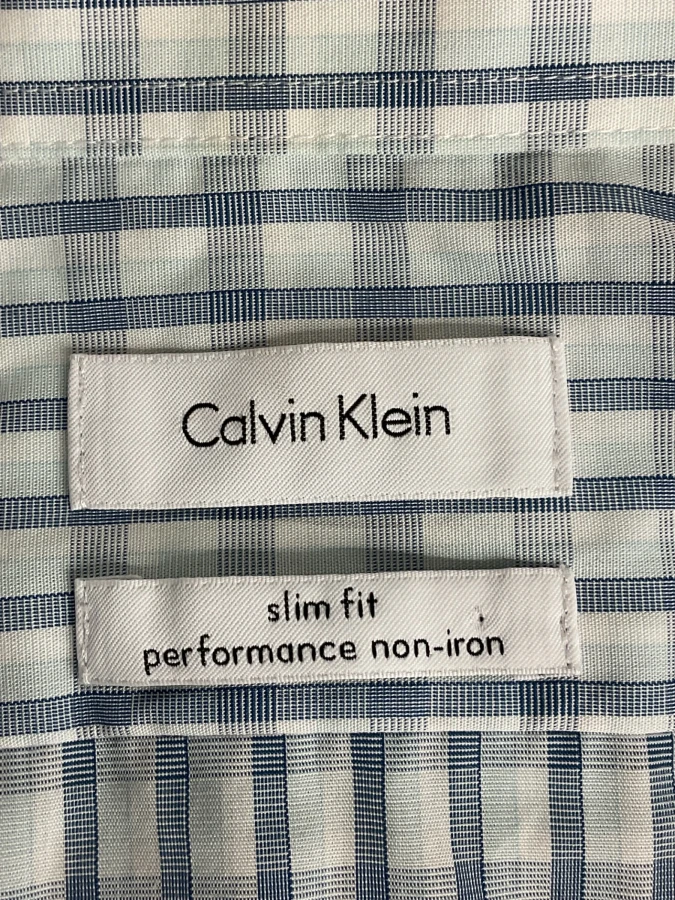 Calvin Klein
slim fit
performance non-iron